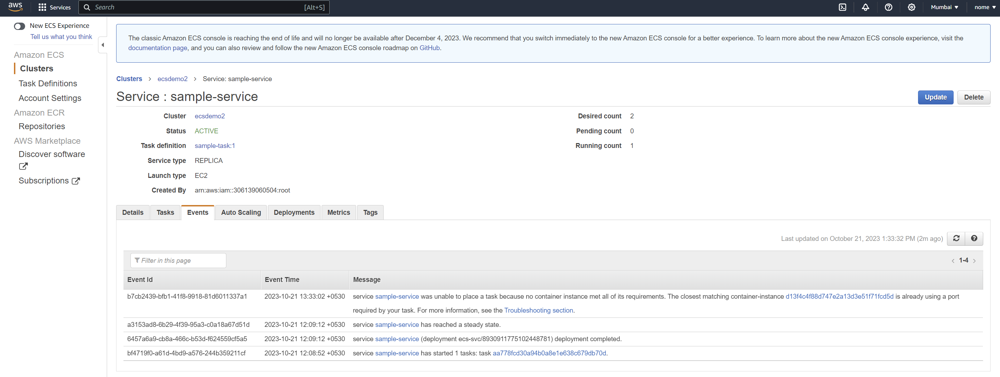 aws
Services
Search
[Alt+S]
Mumbai
nome
New ECS Experience
Tell us what you think
Amazon ECS
Clusters
Task Definitions
Account Settings
Amazon ECR
Repositories
AWS Marketplace
Discover software
Subscriptions
The classic Amazon ECS console is reaching the end of life and will no longer be available after December 4, 2023. We recommend that you switch immediately to the new Amazon ECS console for a better experience. To learn more about the new Amazon ECS console experience, visit the
documentation page, and you can also review and follow the new Amazon ECS console roadmap on GitHub.
Clusters > ecsdemo2 > Service: sample-service
Service : sample-service
Update
Delete
Cluster ecsdemo2
Status ACTIVE
Task definition sample-task:1
Service type REPLICA
Launch type EC2
Created By arn:aws:iam::306139060504:root
Desired count 2
Pending count 0
Running count 1
Details
Tasks
Events
Auto Scaling
Deployments
Metrics
Tags
Last updated on October 21, 2023 1:33:32 PM (2m ago)
Filter in this page
< 1-4 >
Event Id Event Time Message
b7cb2439-bfb1-41f8-9918-81d6011337a1 2023-10-21 13:33:02 +0530 service sample-service was unable to place a task because no container instance met all of its requirements. The closest matching container-instance d13f4c4f88d747e2a13d3e51f71fcd5d is already using a port
required by your task. For more information, see the Troubleshooting section.
a3153ad8-6b29-4f39-95a3-c0a18a67d51d 2023-10-21 12:09:12 +0530 service sample-service has reached a steady state.
6457a6a9-cb8a-466c-b53d-f624559cf5a5 2023-10-21 12:09:12 +0530 service sample-service (deployment ecs-svc/8930911775102448781) deployment completed.
bf4719f0-a61d-4bd9-a576-244b359211cf 2023-10-21 12:08:52 +0530 service sample-service has started 1 tasks: task aa778fcd30a94b0a8e1e638c679db70d.